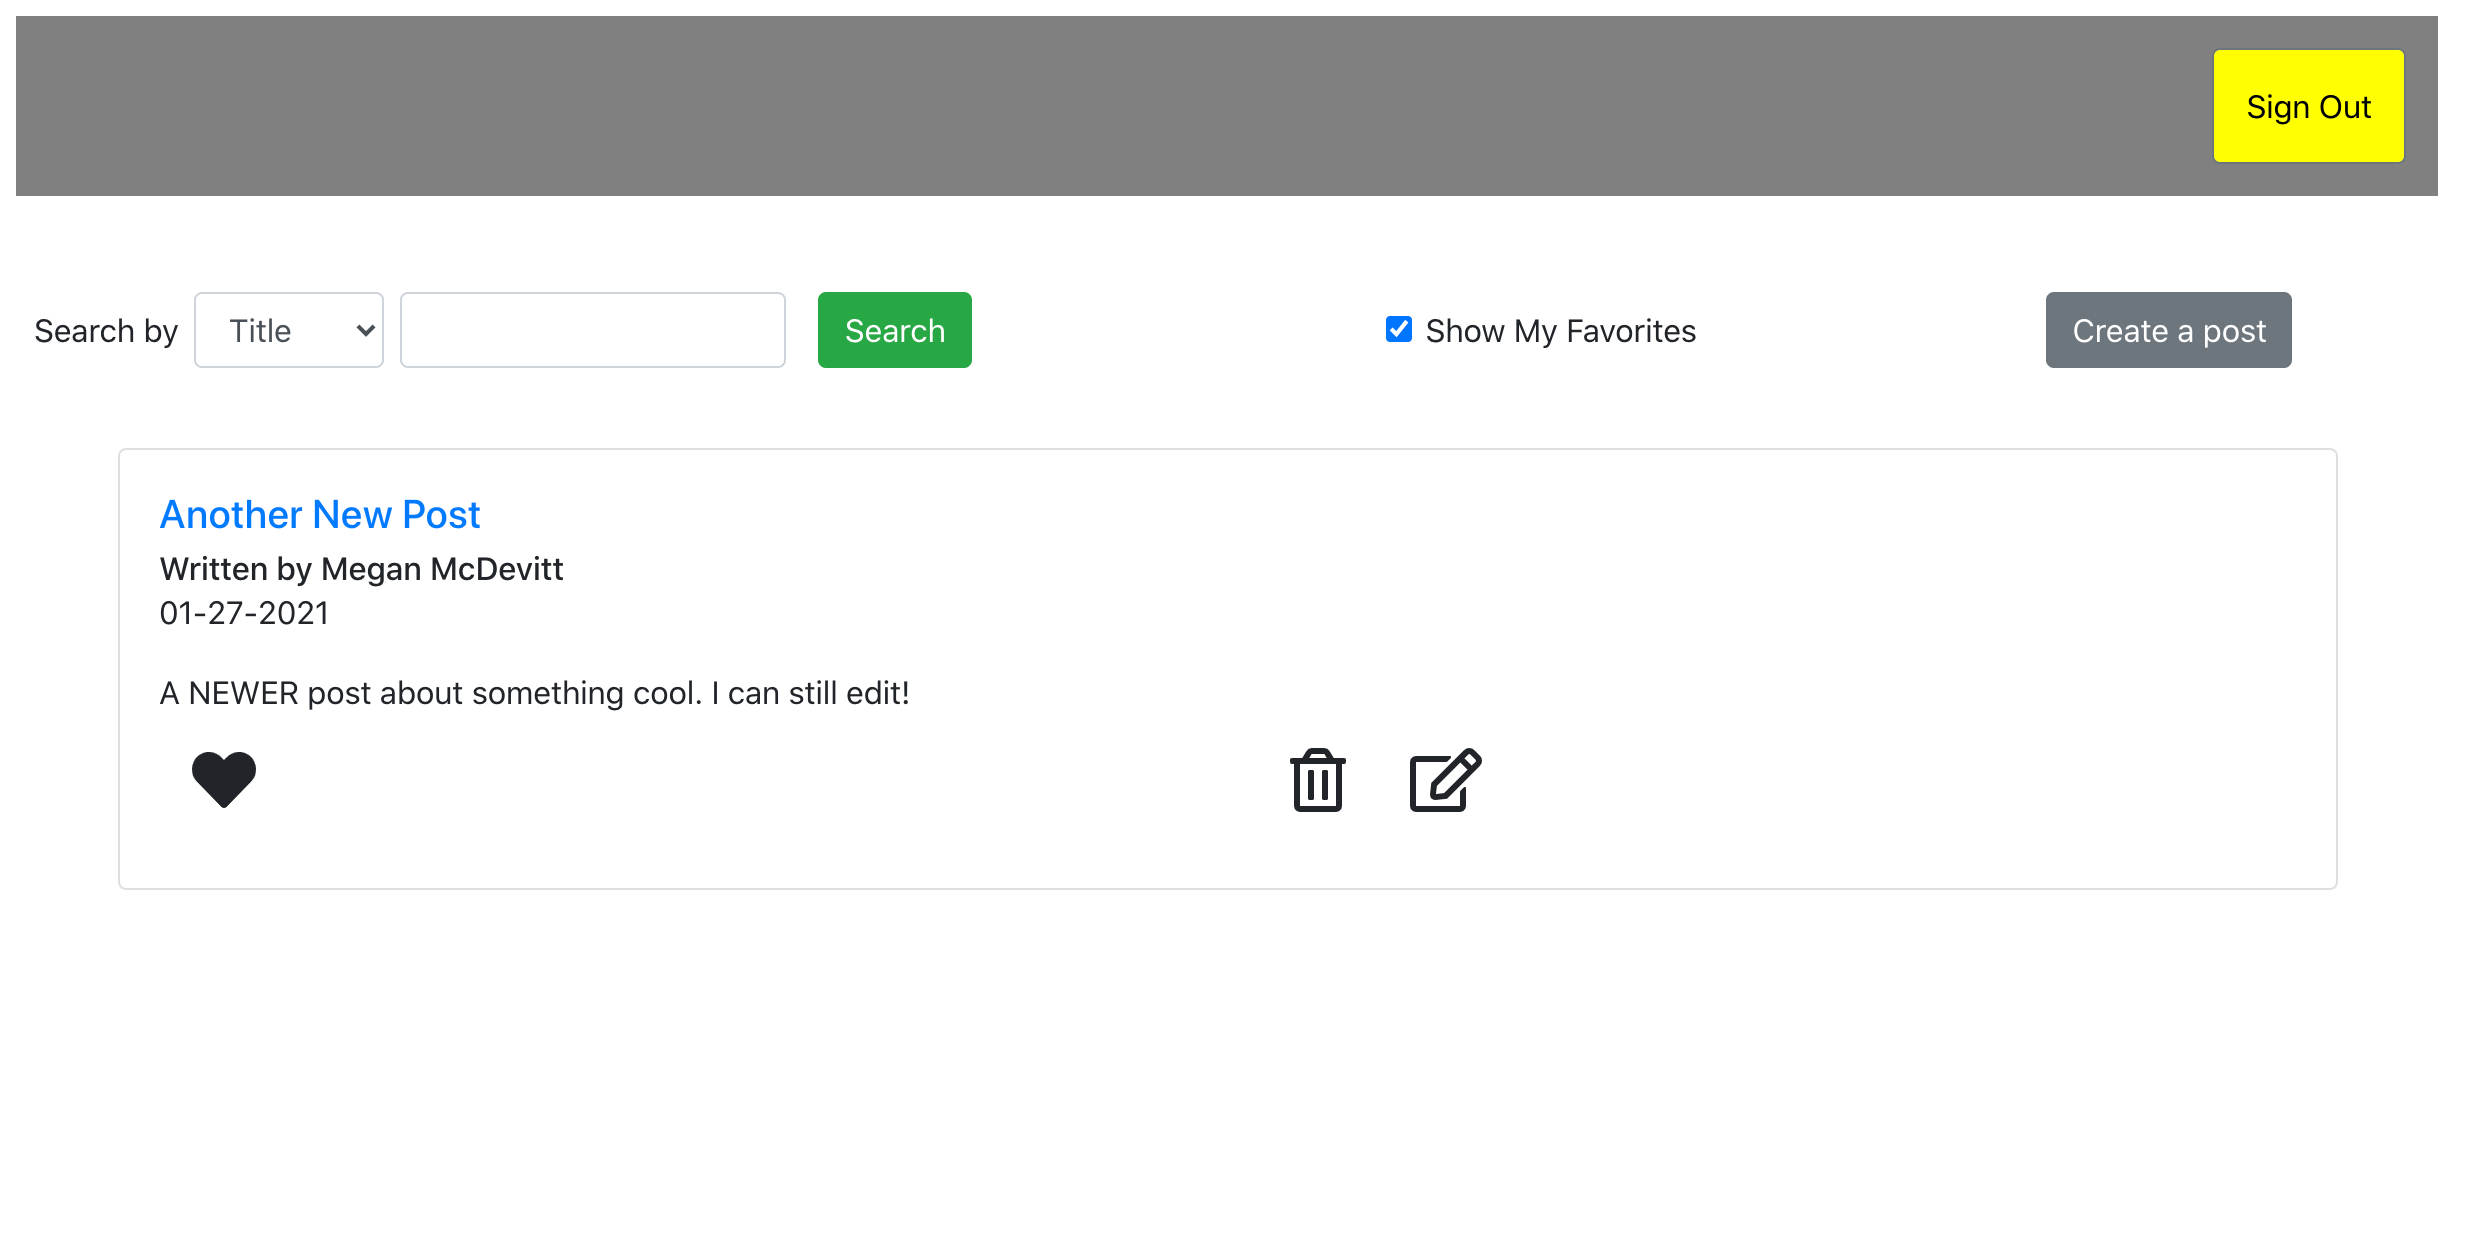 Sign Out
Search by Title Search Show My Favorites Create a post
Another New Post
Written by Megan McDevitt
01-27-2021
A NEWER post about something cool. I can still edit!